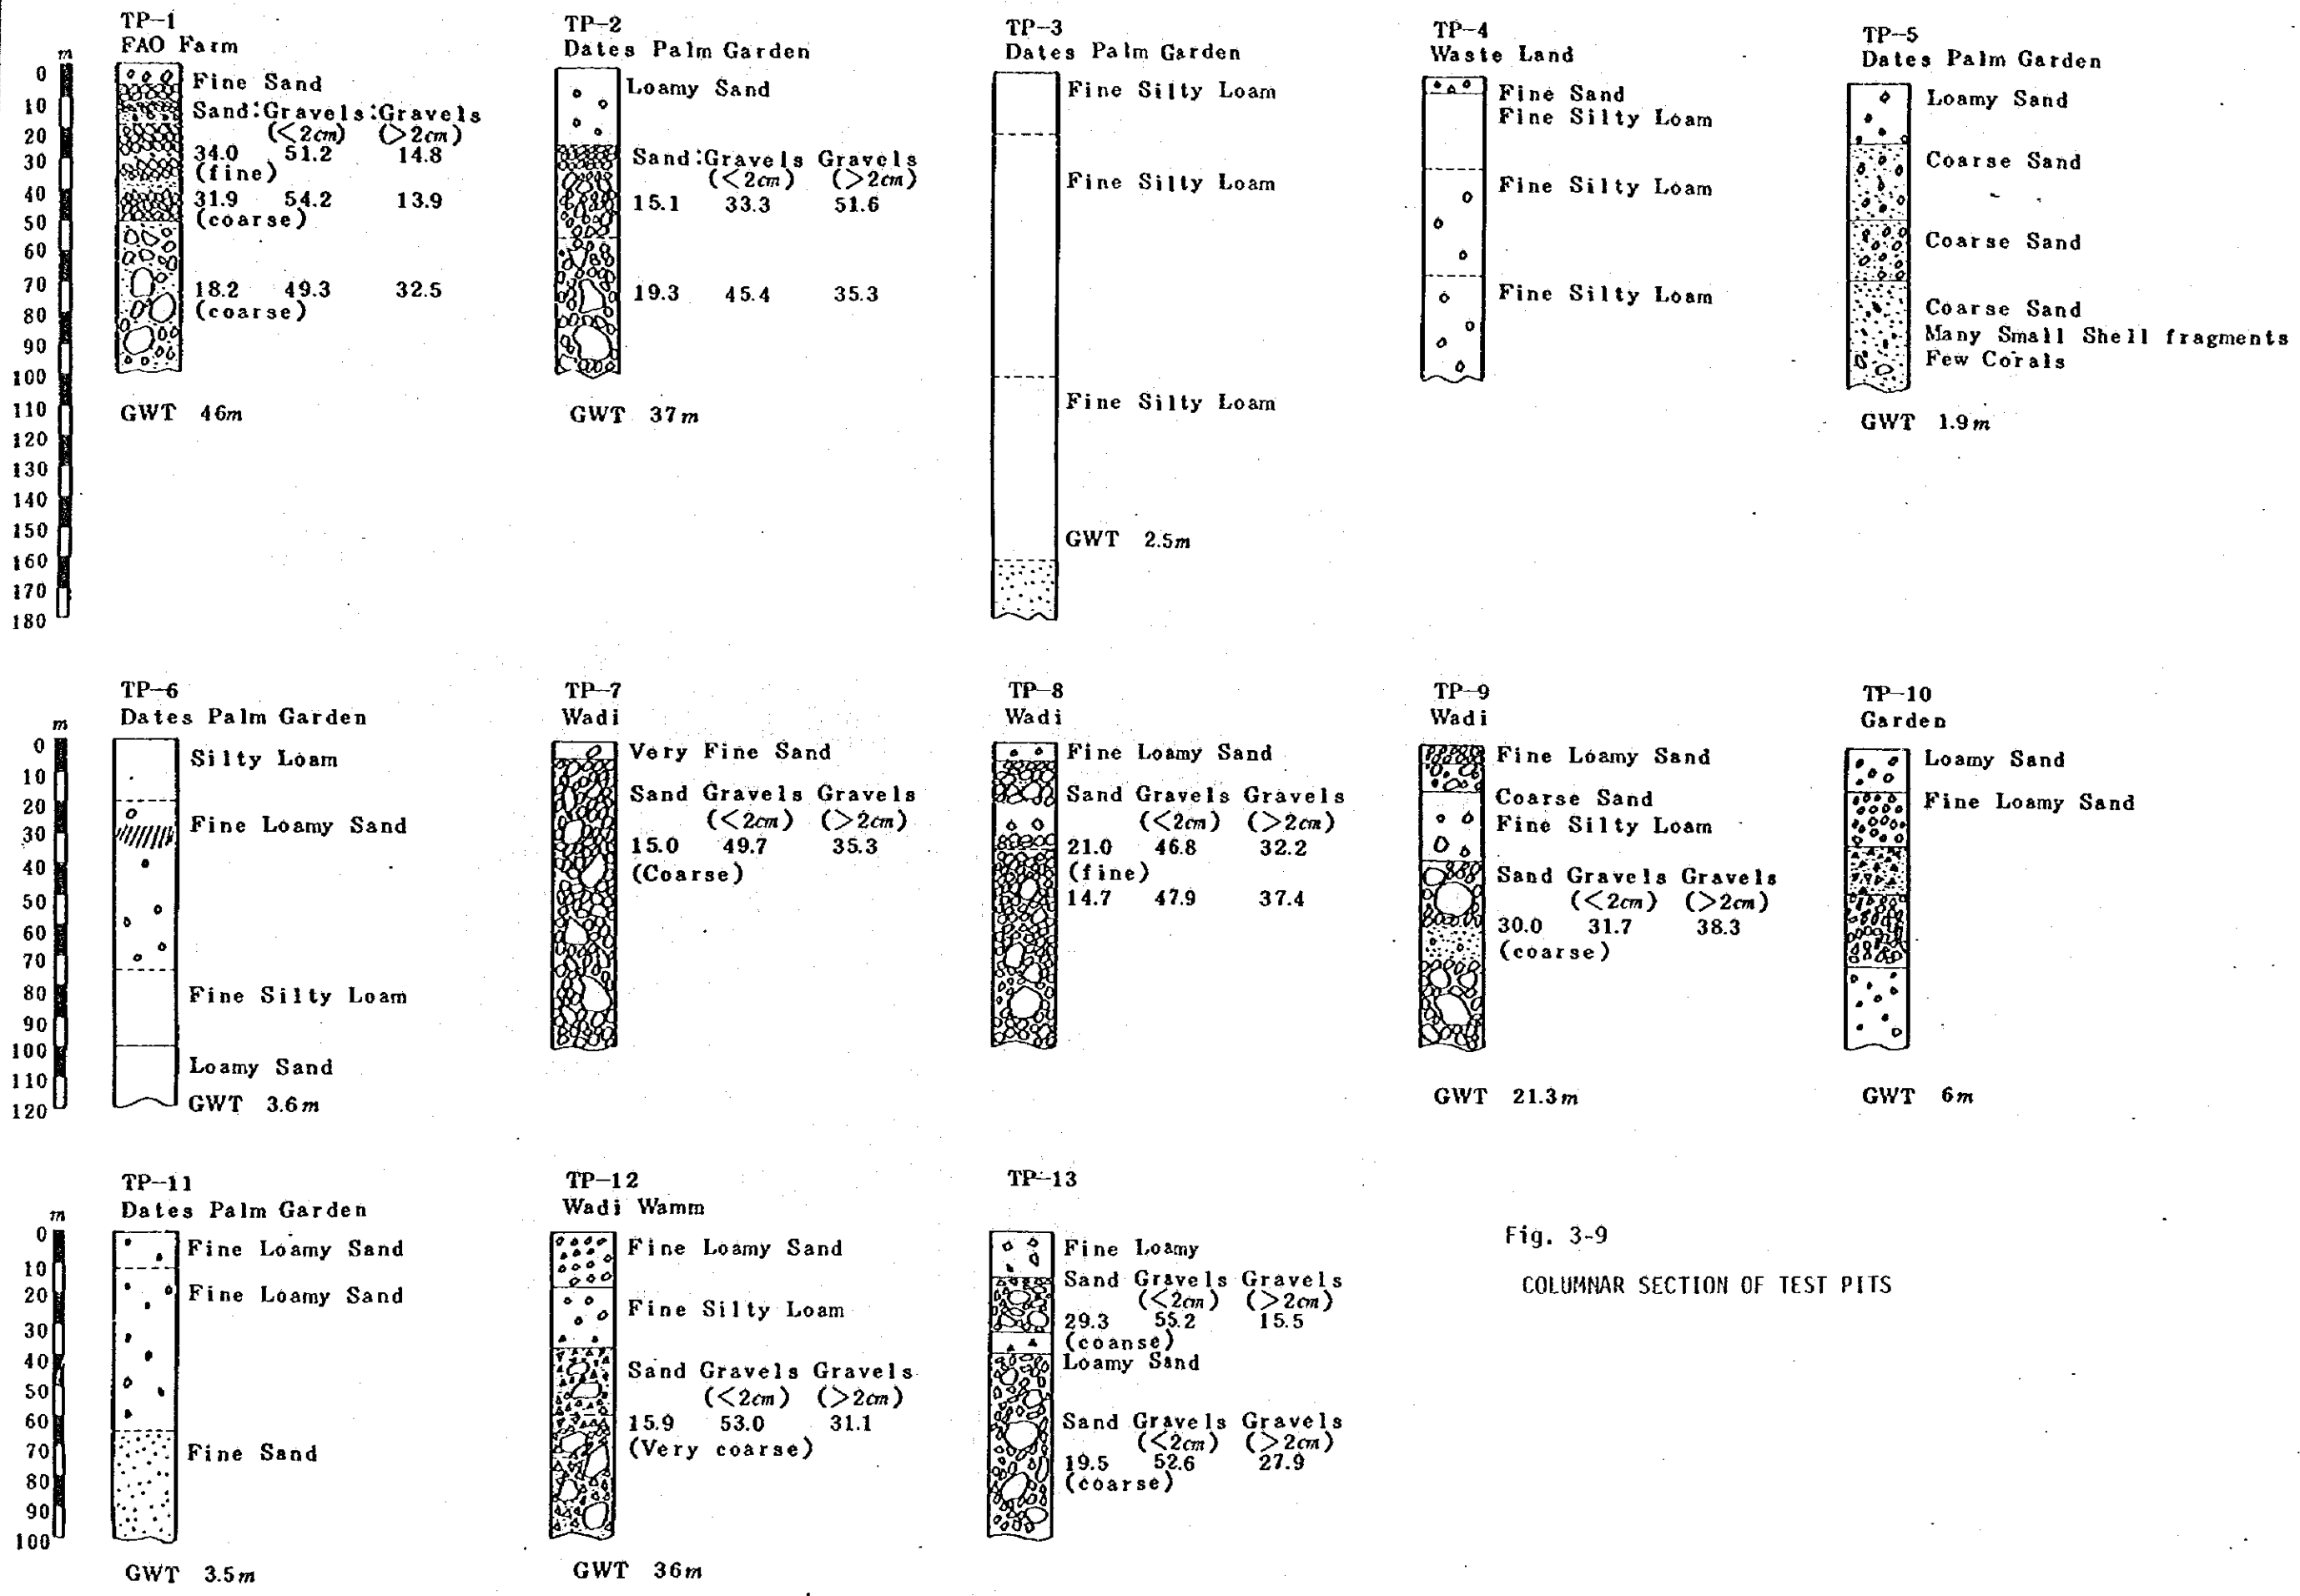 TP-1
FAO Farm
m
0
10
20
30
40
50
60
70
80
90
100
110
120
130
140
150
160
170
180
Fine Sand
Sand:Gravels:Gravels
(<2cm) (>2cm)
34.0 51.2 14.8
(fine)
31.9 54.2 13.9
(coarse)
18.2 49.3 32.5
(coarse)
GWT 46m
TP-2
Dates Palm Garden
Loamy Sand
Sand:Gravels Gravels
(<2cm) (>2cm)
15.1 33.3 51.6
19.3 45.4 35.3
GWT 37m
TP-3
Dates Palm Garden
Fine Silty Loam
Fine Silty Loam
Fine Silty Loam
GWT 2.5m
TP-4
Waste Land
Fine Sand
Fine Silty Loam
Fine Silty Loam
Fine Silty Loam
TP-5
Dates Palm Garden
Loamy Sand
Coarse Sand
Coarse Sand
Coarse Sand
Many Small Shell fragments
Few Corals
GWT 1.9m
TP-6
Dates Palm Garden
m
0
10
20
30
40
50
60
70
80
90
100
110
120
Silty Loam
Fine Loamy Sand
Fine Silty Loam
Loamy Sand
GWT 3.6m
TP-7
Wadi
Very Fine Sand
Sand Gravels Gravels
(<2cm) (>2cm)
15.0 49.7 35.3
(Coarse)
TP-8
Wadi
Fine Loamy Sand
Sand Gravels Gravels
(<2cm) (>2cm)
21.0 46.8 32.2
(fine)
14.7 47.9 37.4
TP-9
Wadi
Fine Loamy Sand
Coarse Sand
Fine Silty Loam
Sand Gravels Gravels
(<2cm) (>2cm)
30.0 31.7 38.3
(coarse)
GWT 21.3m
TP-10
Garden
Loamy Sand
Fine Loamy Sand
GWT 6m
TP-11
Dates Palm Garden
m
0
10
20
30
40
50
60
70
80
90
100
Fine Loamy Sand
Fine Loamy Sand
Fine Sand
GWT 3.5m
TP-12
Wadi Wamm
Fine Loamy Sand
Fine Silty Loam
Sand Gravels Gravels
(<2cm) (>2cm)
15.9 53.0 31.1
(Very coarse)
GWT 36m
TP-13
Fine Loamy
Sand Gravels Gravels
(<2cm) (>2cm)
29.3 55.2 15.5
(coanse)
Loamy Sand
Sand Gravels Gravels
(<2cm) (>2cm)
19.5 52.6 27.9
(coarse)
Fig. 3-9
COLUMNAR SECTION OF TEST PITS